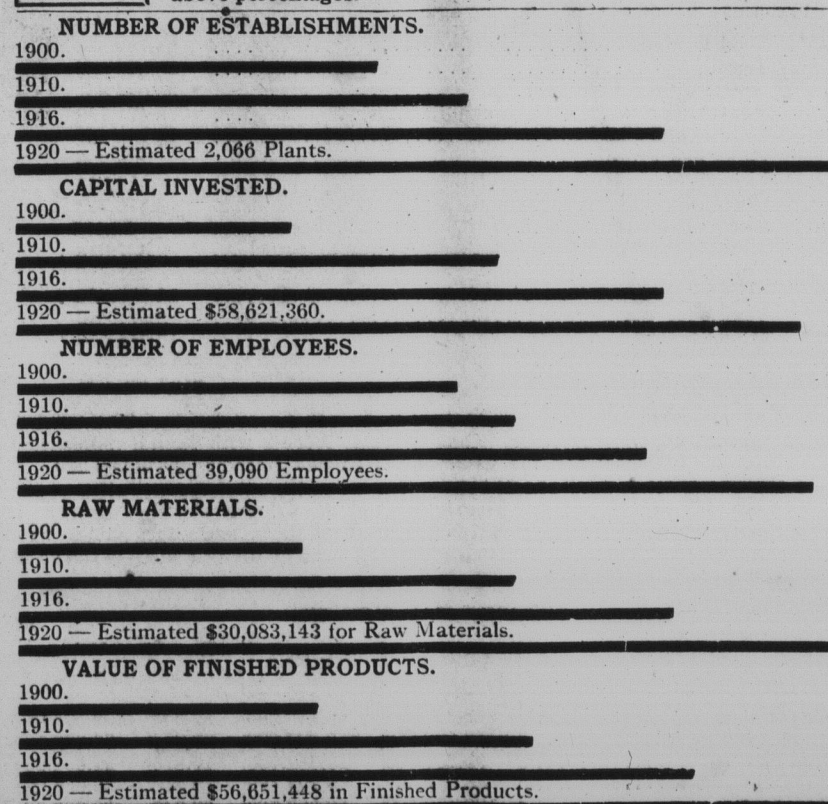 above percentages.
NUMBER OF ESTABLISHMENTS.
1900.
1910.
1916.
1920 — Estimated 2,066 Plants.
CAPITAL INVESTED.
1900.
1910.
1916.
1920 — Estimated $58,621,360.
NUMBER OF EMPLOYEES.
1900.
1910.
1916.
1920 — Estimated 39,090 Employees.
RAW MATERIALS.
1900.
1910.
1916.
1920 — Estimated $30,083,143 for Raw Materials.
VALUE OF FINISHED PRODUCTS.
1900.
1910.
1916.
1920 — Estimated $56,651,448 in Finished Products.